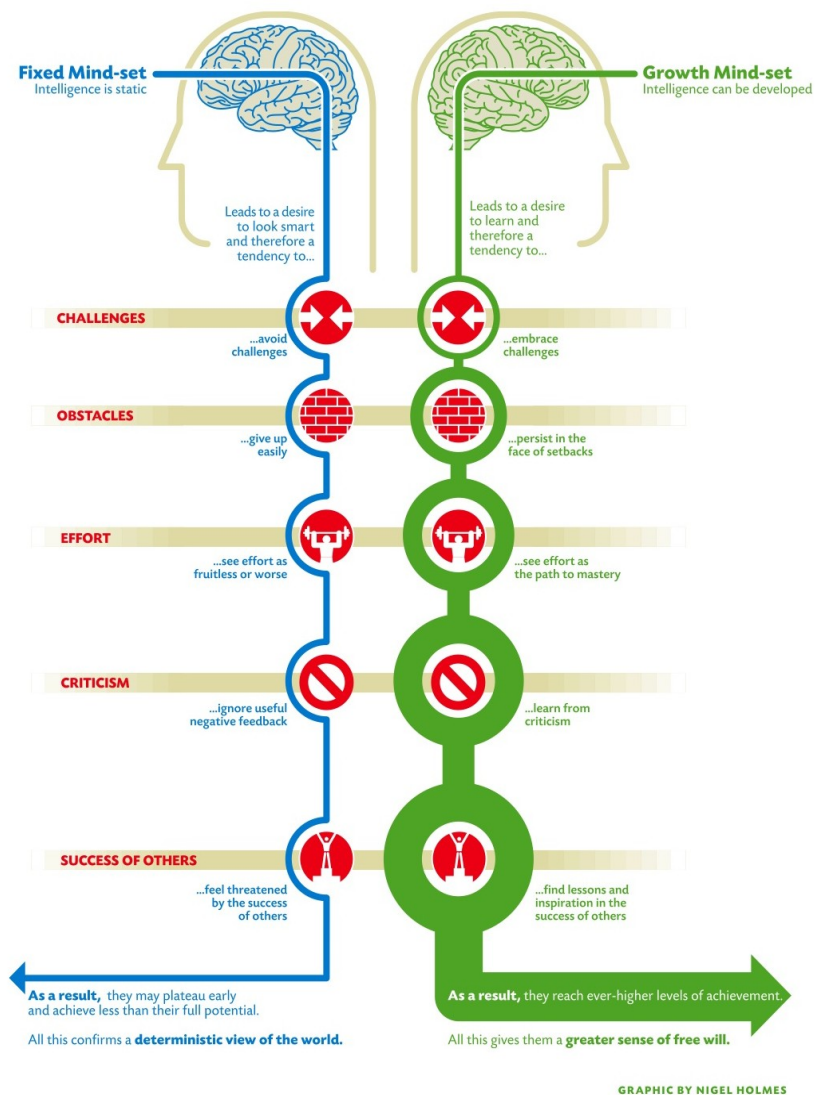 Fixed Mind-set
Intelligence is static
Growth Mind-set
Intelligence can be developed
Leads to a desire
to look smart
and therefore a
tendency to...
Leads to a desire
to learn and
therefore a
tendency to...
CHALLENGES
...avoid
challenges
...embrace
challenges
OBSTACLES
...give up
easily
...persist in the
face of setbacks
EFFORT
...see effort as
fruitless or worse
...see effort as
the path to mastery
CRITICISM
...ignore useful
negative feedback
...learn from
criticism
SUCCESS OF OTHERS
...feel threatened
by the success
of others
...find lessons and
inspiration in the
success of others
As a result, they may plateau early
and achieve less than their full potential.
All this confirms a deterministic view of the world.
As a result, they reach ever-higher levels of achievement.
All this gives them a greater sense of free will.
GRAPHIC BY NIGEL HOLMES